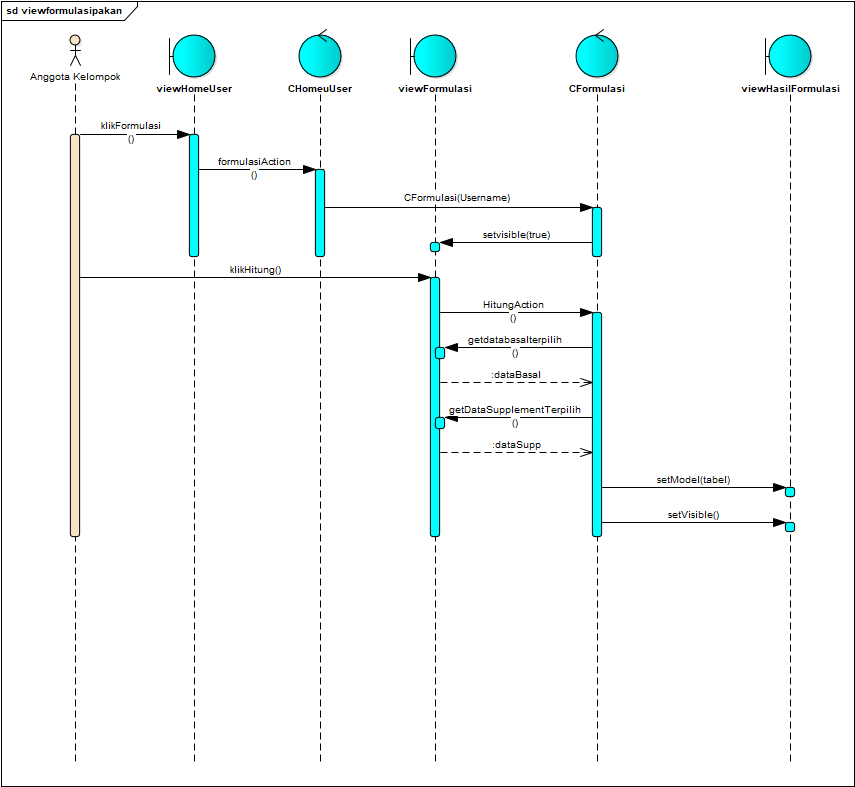 sd viewformulasipakan
Anggota Kelompok
viewHomeUser
CHomeuUser
viewFormulasi
CFormulasi
viewHasilFormulasi
klikFormulasi
()
formulasiAction
()
CFormulasi(Username)
setvisible(true)
klikHitung()
HitungAction
()
getdatabasalterpilih
()
:dataBasal
getDataSupplementTerpilih
()
:dataSupp
setModel(tabel)
setVisible()